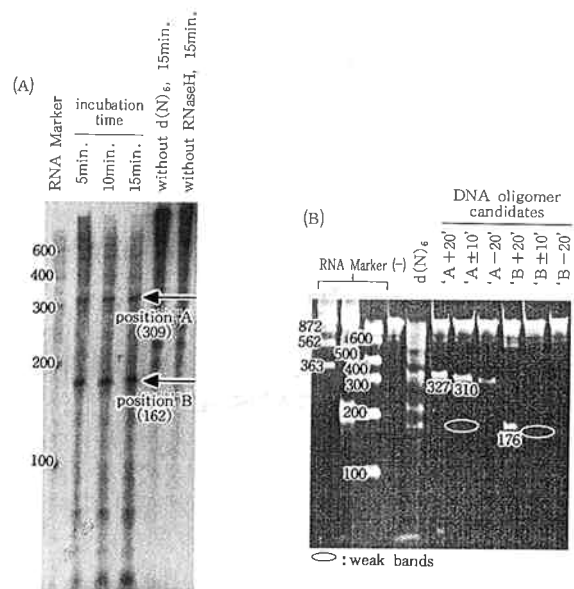 (A)
RNA Marker
incubation
time
5min.
10min.
15min.
without d(N)₆, 15min.
without RNaseH, 15min.
600
400
300
200
100
position A
(309)
position B
(162)
(B)
DNA oligomer
candidates
RNA Marker
(-)
d(N)₆
'A+20'
'A±10'
'A-20'
'B+20'
'B±10'
'B-20'
872
562
363
600
500
400
300
200
100
327
310
176
: weak bands